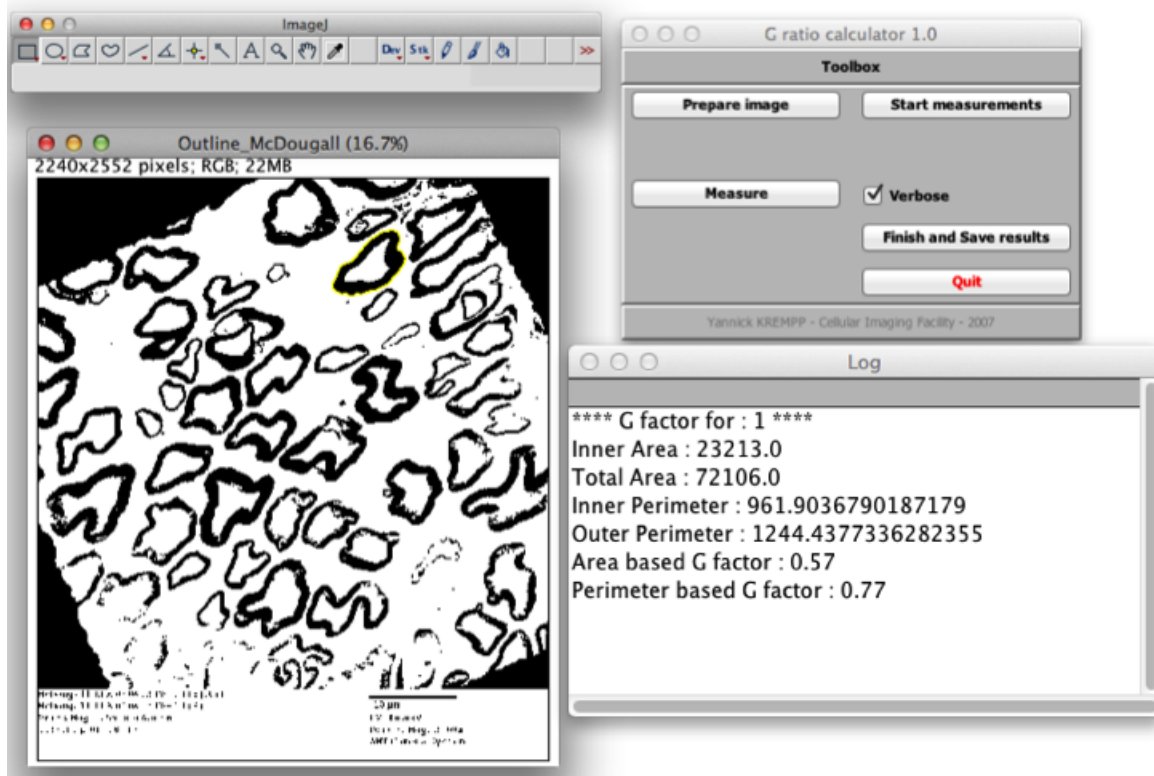 ImageJ
Dev Stk
>>
G ratio calculator 1.0
Toolbox
Prepare image
Start measurements
Measure
Verbose
Finish and Save results
Quit
Yannick KREMPP - Cellular Imaging Facility - 2007
Outline_McDougall (16.7%)
2240x2552 pixels; RGB; 22MB
Log
**** G factor for : 1 ****
Inner Area : 23213.0
Total Area : 72106.0
Inner Perimeter : 961.9036790187179
Outer Perimeter : 1244.4377336282355
Area based G factor : 0.57
Perimeter based G factor : 0.77